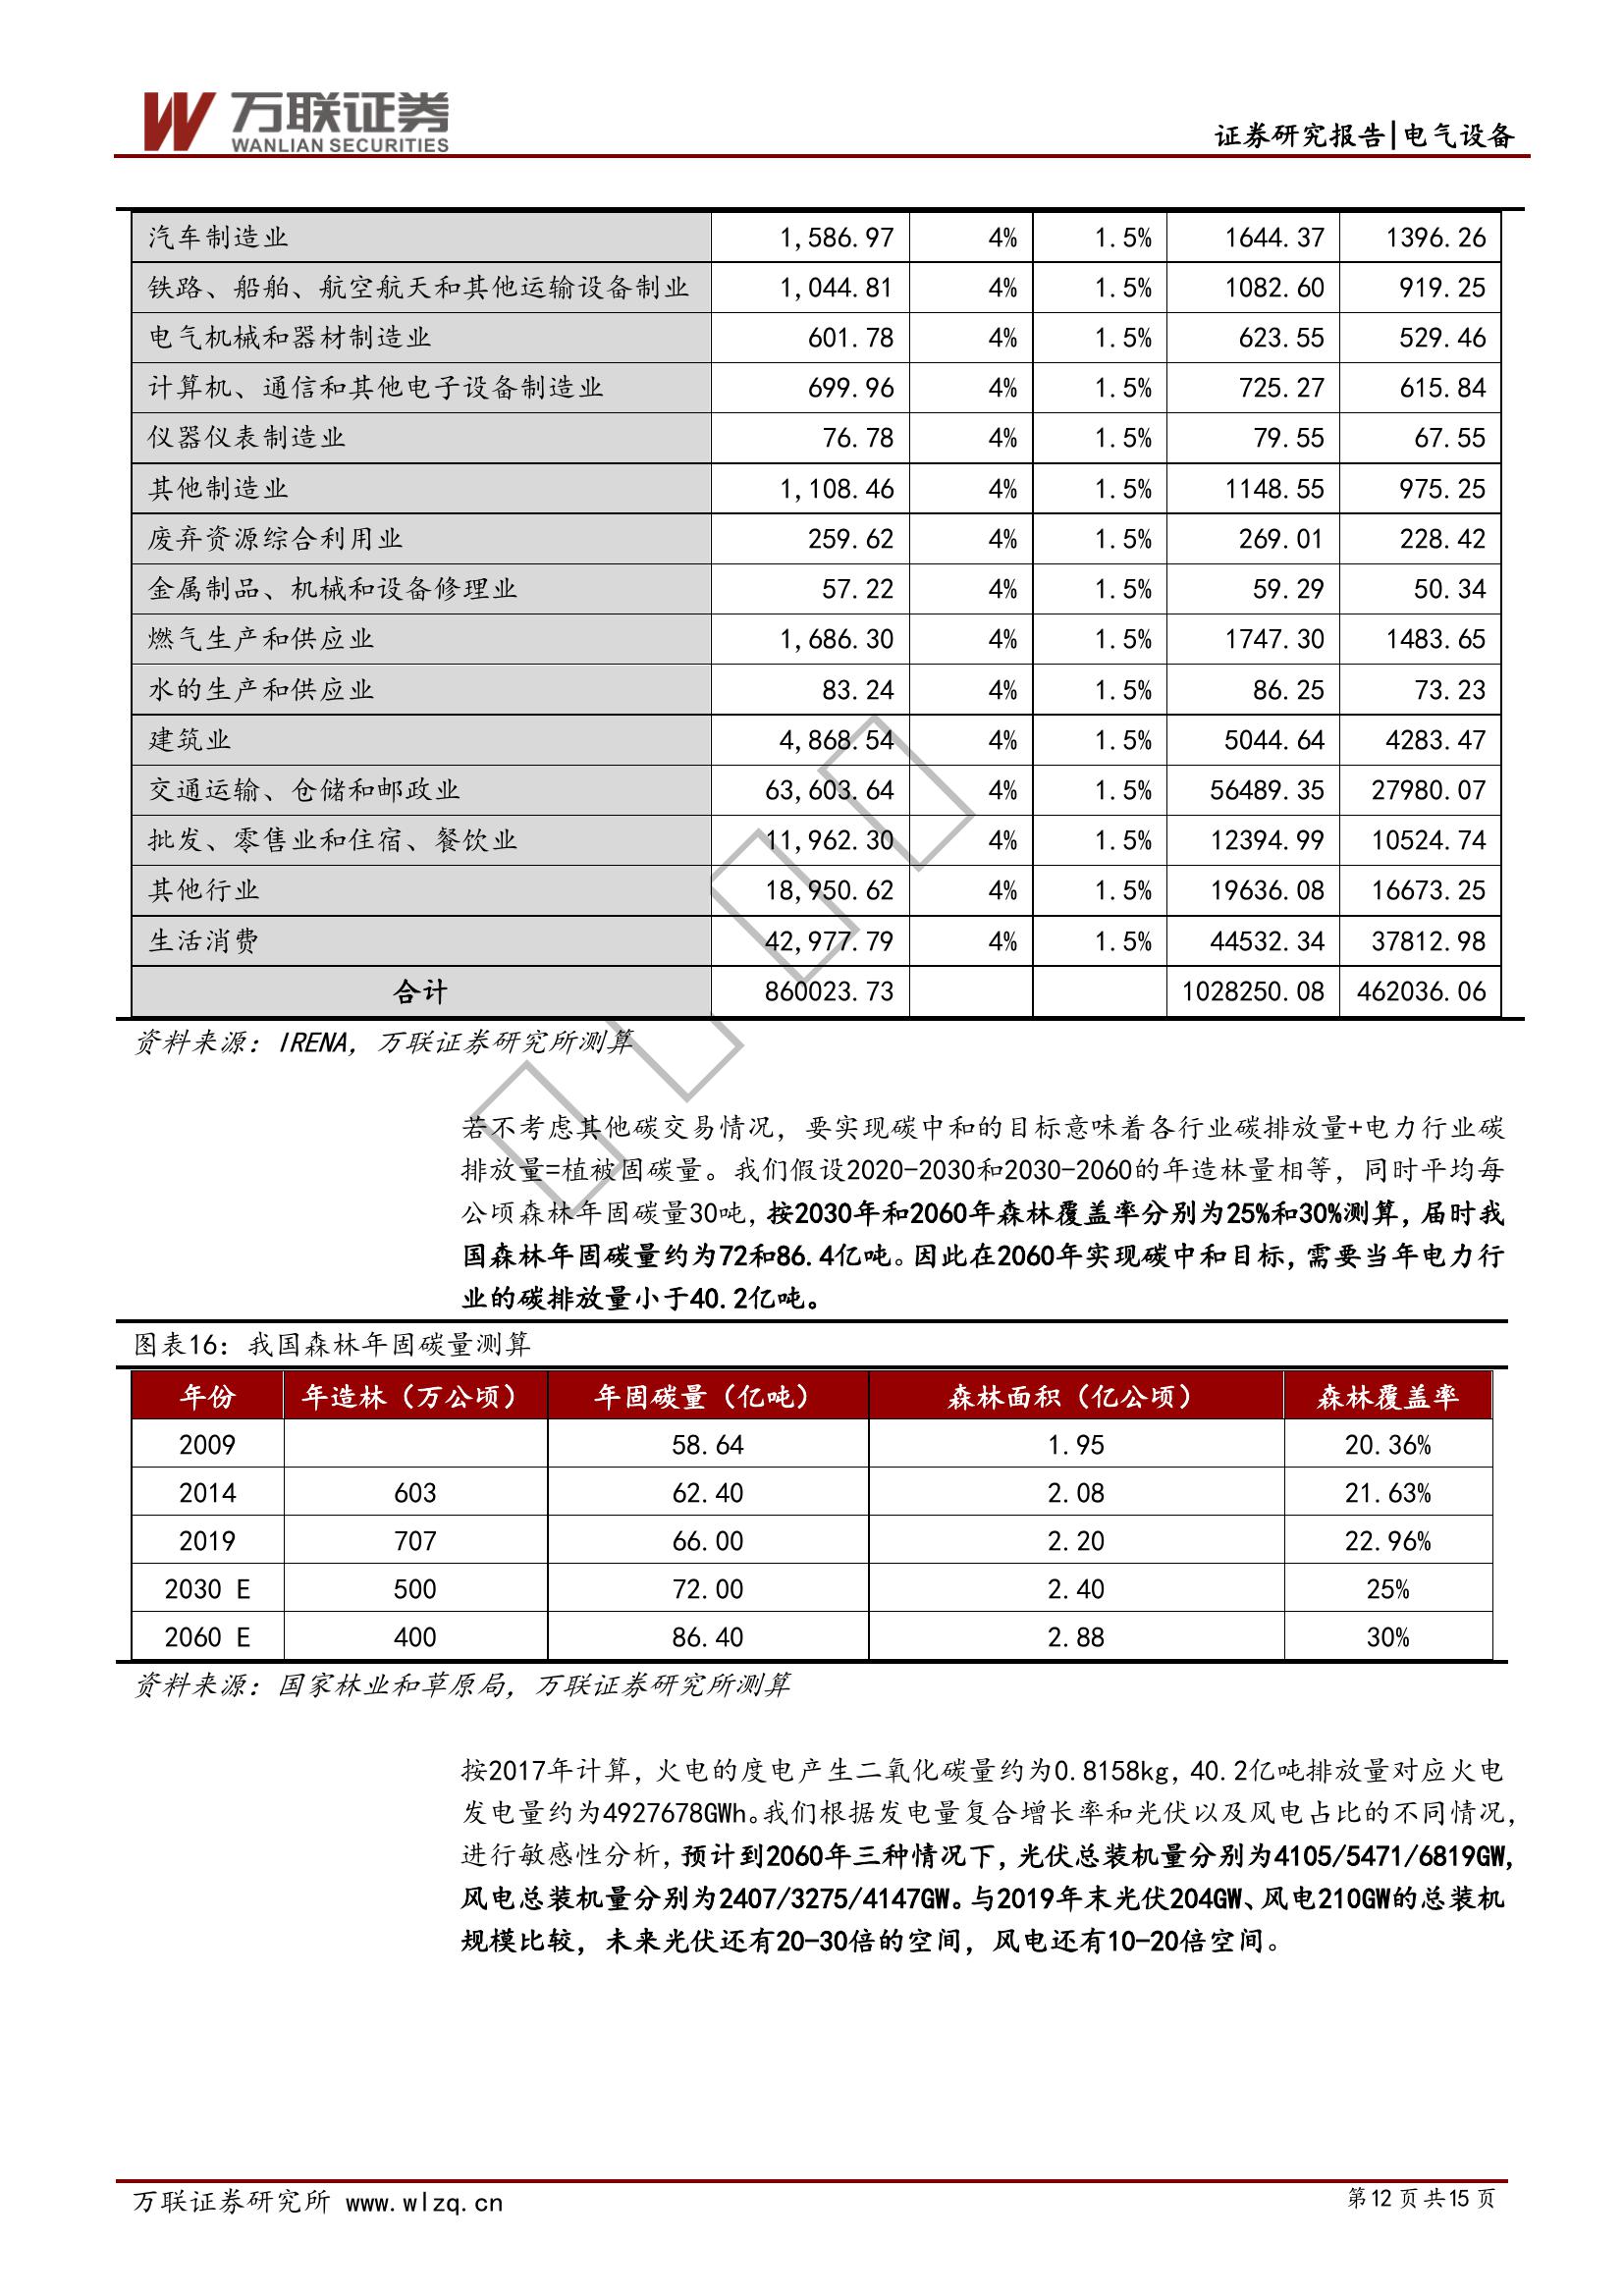 万联证券
WANLIAN SECURITIES
证券研究报告|电气设备
汽车制造业 1,586.97 4% 1.5% 1644.37 1396.26
铁路、船舶、航空航天和其他运输设备制业 1,044.81 4% 1.5% 1082.60 919.25
电气机械和器材制造业 601.78 4% 1.5% 623.55 529.46
计算机、通信和其他电子设备制造业 699.96 4% 1.5% 725.27 615.84
仪器仪表制造业 76.78 4% 1.5% 79.55 67.55
其他制造业 1,108.46 4% 1.5% 1148.55 975.25
废弃资源综合利用业 259.62 4% 1.5% 269.01 228.42
金属制品、机械和设备修理业 57.22 4% 1.5% 59.29 50.34
燃气生产和供应业 1,686.30 4% 1.5% 1747.30 1483.65
水的生产和供应业 83.24 4% 1.5% 86.25 73.23
建筑业 4,868.54 4% 1.5% 5044.64 4283.47
交通运输、仓储和邮政业 63,603.64 4% 1.5% 56489.35 27980.07
批发、零售业和住宿、餐饮业 11,962.30 4% 1.5% 12394.99 10524.74
其他行业 18,950.62 4% 1.5% 19636.08 16673.25
生活消费 42,977.79 4% 1.5% 44532.34 37812.98
合计 860023.73 1028250.08 462036.06
资料来源：IRENA，万联证券研究所测算
若不考虑其他碳交易情况，要实现碳中和的目标意味着各行业碳排放量+电力行业碳
排放量=植被固碳量。我们假设2020-2030和2030-2060的年造林量相等，同时平均每
公顷森林年固碳量30吨，按2030年和2060年森林覆盖率分别为25%和30%测算，届时我
国森林年固碳量约为72和86.4亿吨。因此在2060年实现碳中和目标，需要当年电力行
业的碳排放量小于40.2亿吨。
图表16：我国森林年固碳量测算
年份 年造林（万公顷） 年固碳量（亿吨） 森林面积（亿公顷） 森林覆盖率
2009 58.64 1.95 20.36%
2014 603 62.40 2.08 21.63%
2019 707 66.00 2.20 22.96%
2030 E 500 72.00 2.40 25%
2060 E 400 86.40 2.88 30%
资料来源：国家林业和草原局，万联证券研究所测算
按2017年计算，火电的度电产生二氧化碳量约为0.8158kg，40.2亿吨排放量对应火电
发电量约为4927678GWh。我们根据发电量复合增长率和光伏以及风电占比的不同情况，
进行敏感性分析，预计到2060年三种情况下，光伏总装机量分别为4105/5471/6819GW，
风电总装机量分别为2407/3275/4147GW。与2019年末光伏204GW、风电210GW的总装机
规模比较，未来光伏还有20-30倍的空间，风电还有10-20倍空间。
万联证券研究所 www.wlzq.cn
第12页共15页